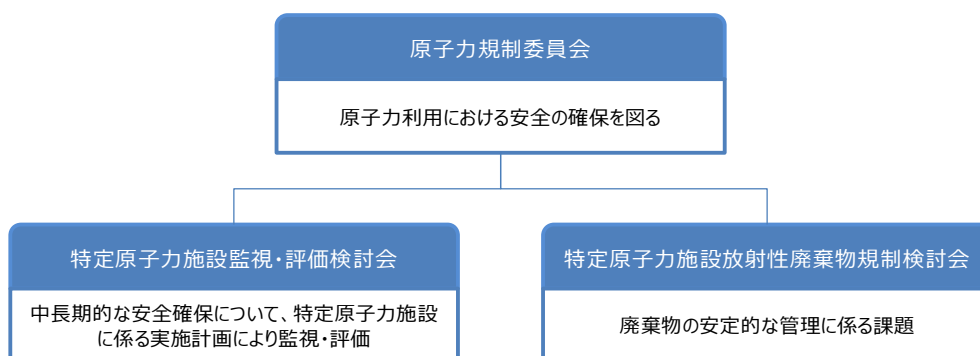 原子力規制委員会
原子力利用における安全の確保を図る
特定原子力施設監視・評価検討会
中長期的な安全確保について、特定原子力施設
に係る実施計画により監視・評価
特定原子力施設放射性廃棄物規制検討会
廃棄物の安定的な管理に係る課題